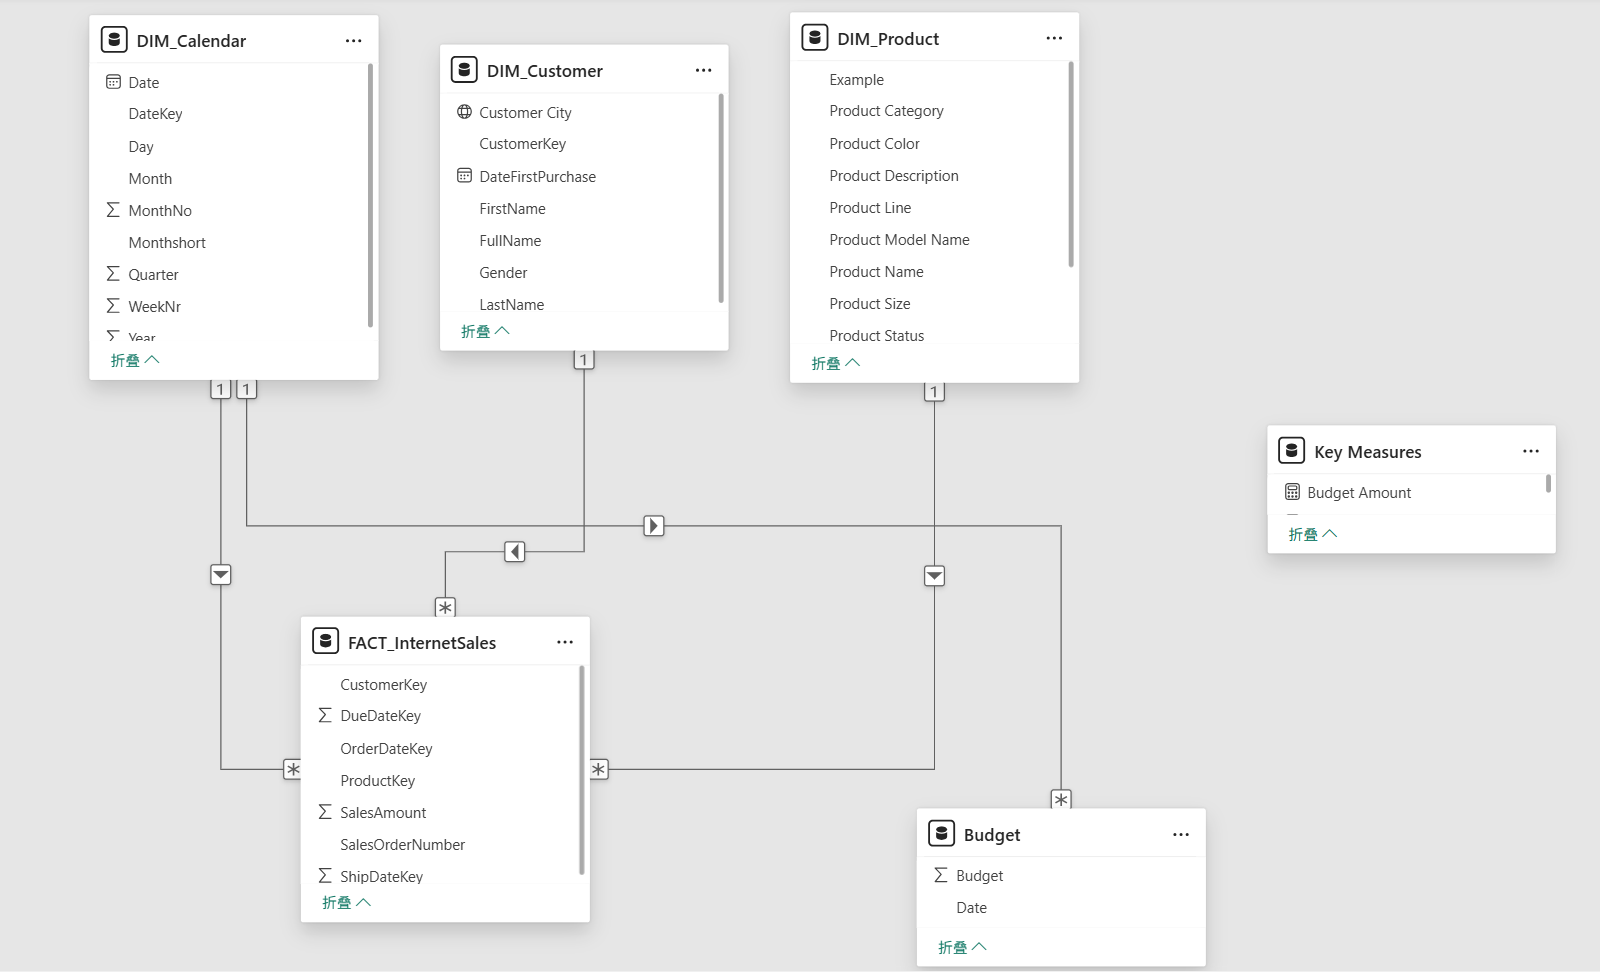 DIM_Calendar
Date
DateKey
Day
Month
MonthNo
Monthshort
Quarter
WeekNr
Year
折叠
DIM_Customer
Customer City
CustomerKey
DateFirstPurchase
FirstName
FullName
Gender
LastName
折叠
DIM_Product
Example
Product Category
Product Color
Product Description
Product Line
Product Model Name
Product Name
Product Size
Product Status
折叠
1
1
1
1
Key Measures
Budget Amount
折叠
*
FACT_InternetSales
CustomerKey
DueDateKey
OrderDateKey
ProductKey
SalesAmount
SalesOrderNumber
ShipDateKey
折叠
*
*
*
Budget
Budget
Date
折叠